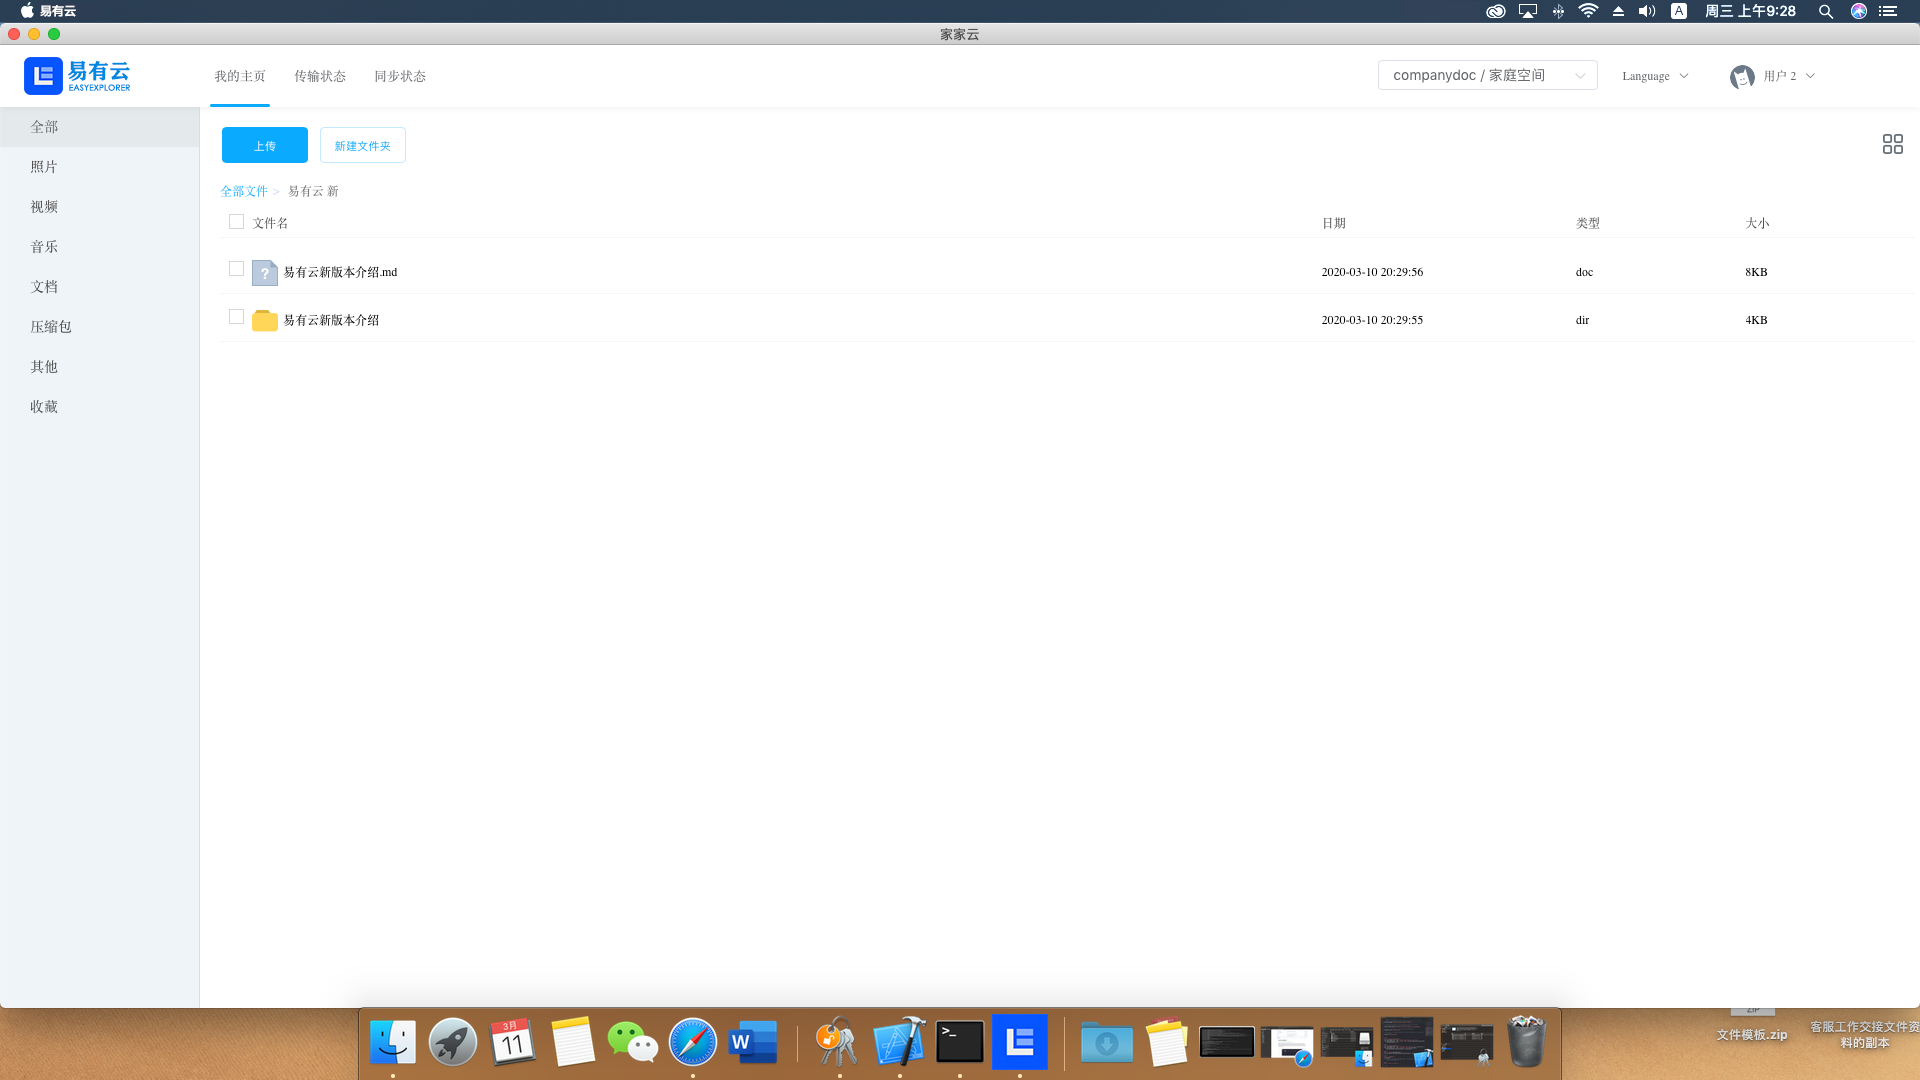 易有云
A
周三 上午9:28
家家云
易有云
EASYEXPLORER
我的主页
传输状态
同步状态
companydoc / 家庭空间
Language
用户 2
全部
照片
视频
音乐
文档
压缩包
其他
收藏
上传
新建文件夹
全部文件 > 易有云 新
文件名
日期
类型
大小
?
易有云新版本介绍.md
2020-03-10 20:29:56
doc
8KB
易有云新版本介绍
2020-03-10 20:29:55
dir
4KB
3月
11
W
>_
ZIP
文件模板.zip
客服工作交接文件资
料的副本